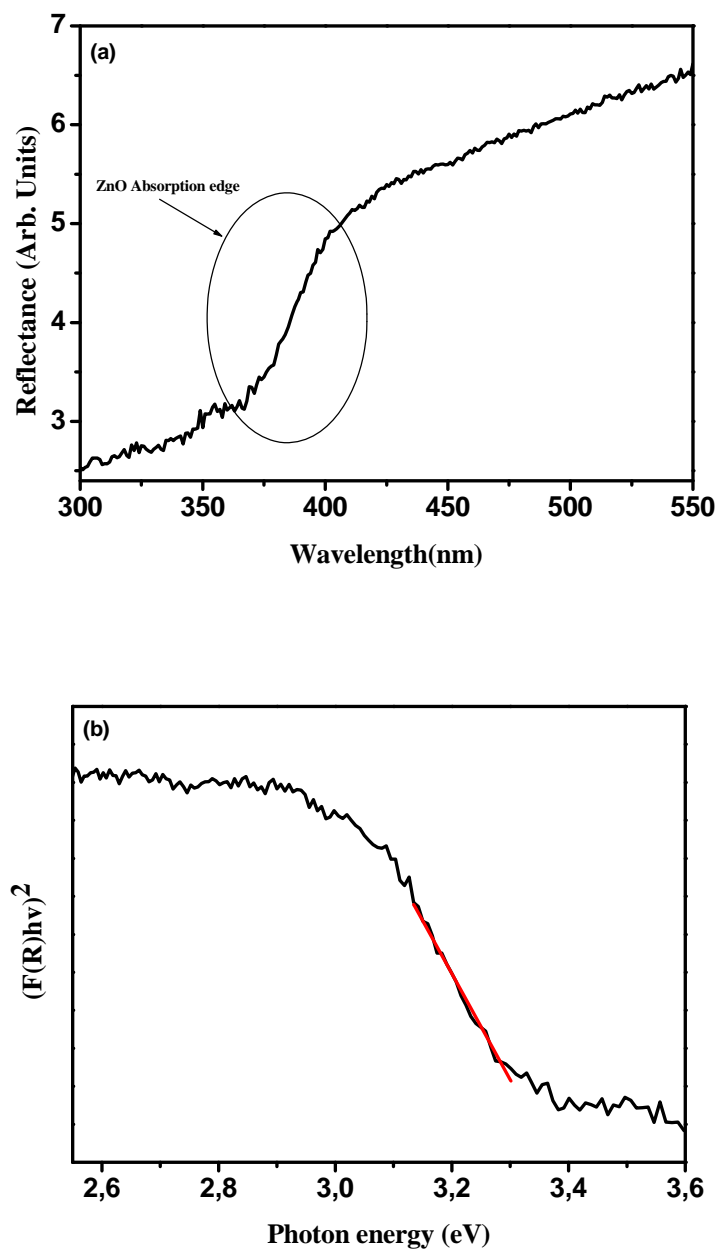 (a)
7
6
5
4
3
Reflectance (Arb. Units)
ZnO Absorption edge
300 350 400 450 500 550
Wavelength(nm)
(b)
(F(R)hv)²
2,6 2,8 3,0 3,2 3,4 3,6
Photon energy (eV)